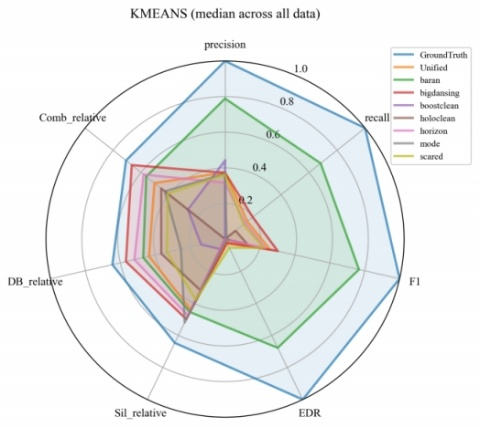 KMEANS (median across all data)
precision
1.0
0.8
0.6
0.4
0.2
recall
F1
EDR
Sil_relative
DB_relative
Comb_relative
GroundTruth
Unified
baran
bigdansing
boostclean
holoclean
horizon
mode
scared